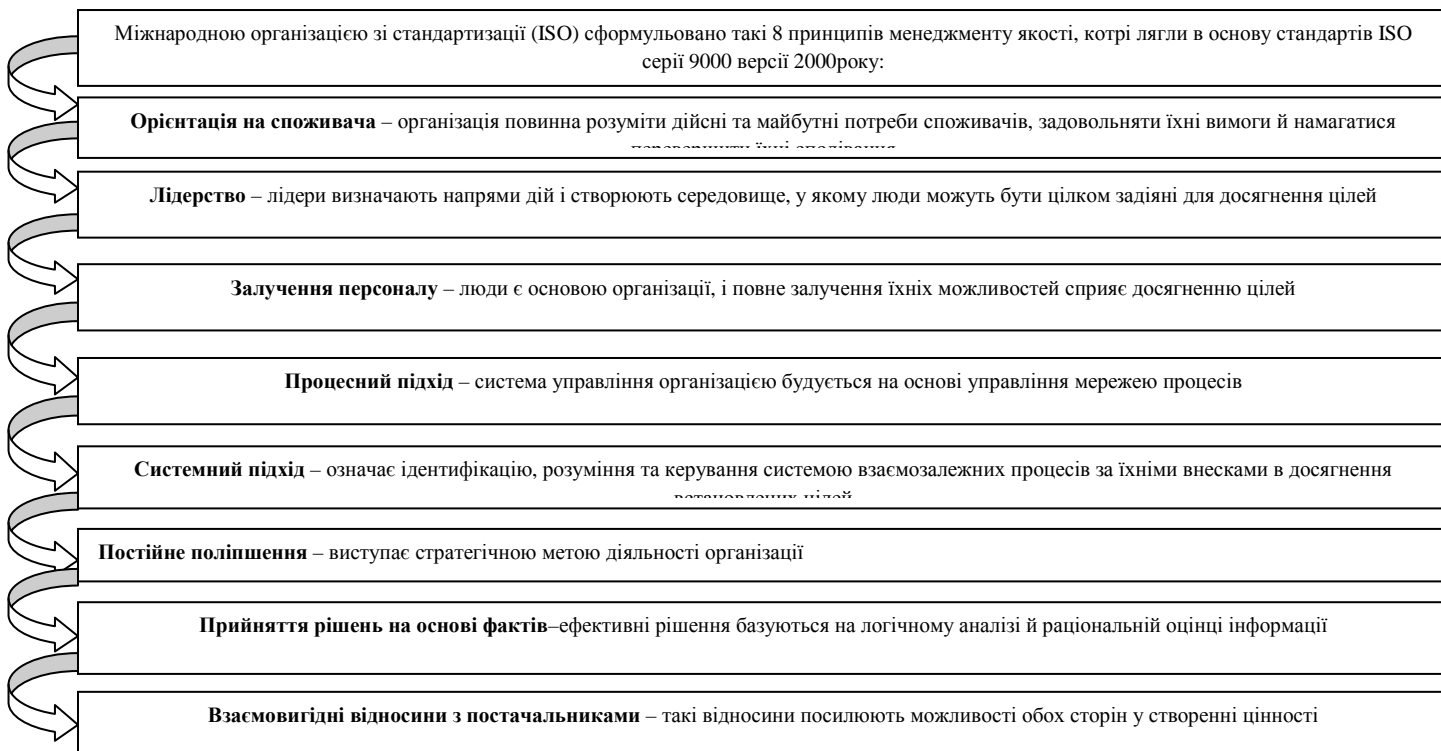 Міжнародною організацією зі стандартизації (ISO) сформульовано такі 8 принципів менеджменту якості, котрі лягли в основу стандартів ISO
серії 9000 версії 2000року:
Орієнтація на споживача – організація повинна розуміти дійсні та майбутні потреби споживачів, задовольняти їхні вимоги й намагатися
перевершити їхні сподівання
Лідерство – лідери визначають напрями дій і створюють середовище, у якому люди можуть бути цілком задіяні для досягнення цілей
Залучення персоналу – люди є основою організації, і повне залучення їхніх можливостей сприяє досягненню цілей
Процесний підхід – система управління організацією будується на основі управління мережею процесів
Системний підхід – означає ідентифікацію, розуміння та керування системою взаємозалежних процесів за їхніми внесками в досягнення
встановлених цілей
Постійне поліпшення – виступає стратегічною метою діяльності організації
Прийняття рішень на основі фактів–ефективні рішення базуються на логічному аналізі й раціональній оцінці інформації
Взаємовигідні відносини з постачальниками – такі відносини посилюють можливості обох сторін у створенні цінності